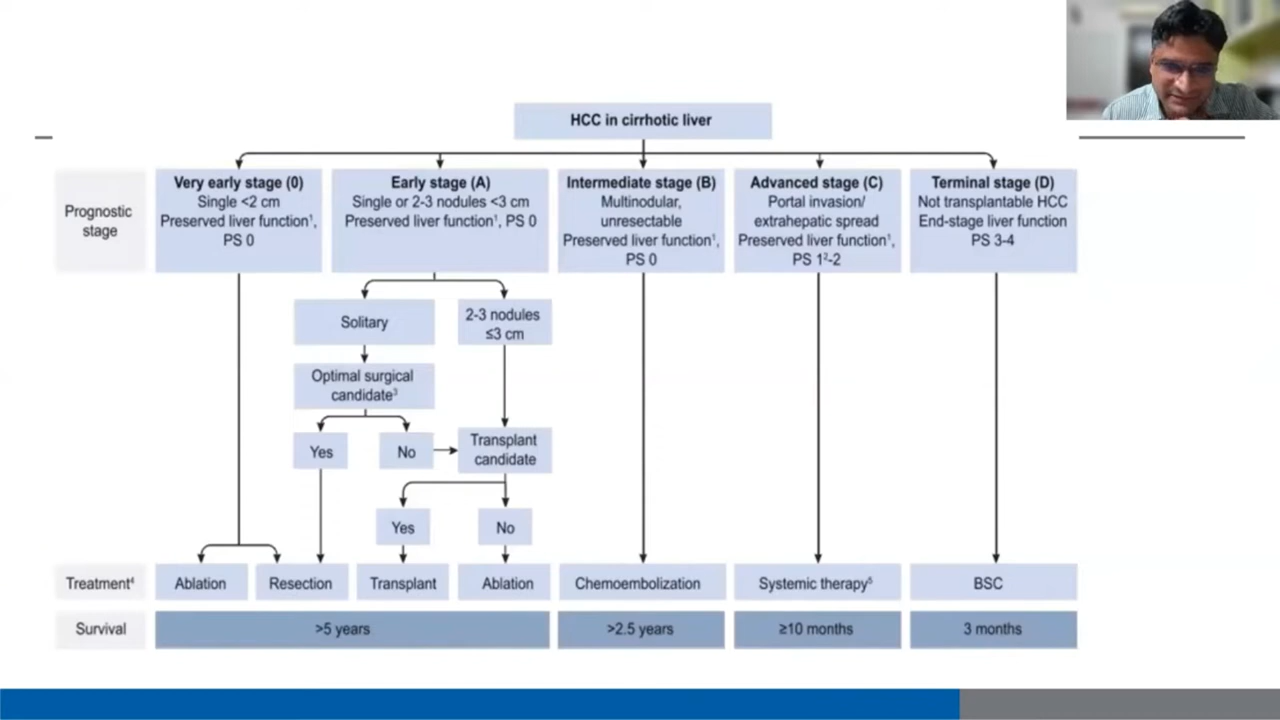 HCC in cirrhotic liver
Prognostic
stage
Very early stage (0)
Single <2 cm
Preserved liver function¹,
PS 0
Early stage (A)
Single or 2-3 nodules <3 cm
Preserved liver function¹, PS 0
Intermediate stage (B)
Multinodular,
unresectable
Preserved liver function¹,
PS 0
Advanced stage (C)
Portal invasion/
extrahepatic spread
Preserved liver function¹,
PS 1²-2
Terminal stage (D)
Not transplantable HCC
End-stage liver function
PS 3-4
Solitary
2-3 nodules
≤3 cm
Optimal surgical
candidate³
Yes
No
Transplant
candidate
Yes
No
Treatment⁴
Ablation
Resection
Transplant
Ablation
Chemoembolization
Systemic therapy⁵
BSC
Survival
>5 years
>2.5 years
≥10 months
3 months